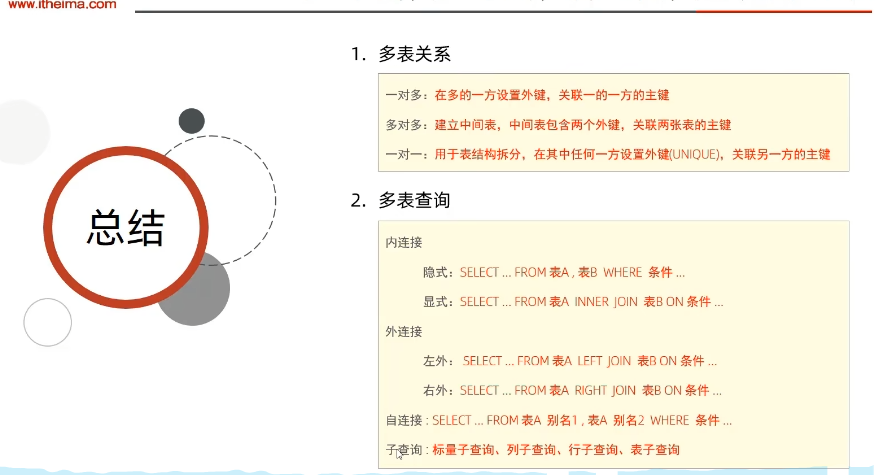 www.itheima.com
总结
1. 多表关系
一对多：在多的一方设置外键，关联一的一方的主键
多对多：建立中间表，中间表包含两个外键，关联两张表的主键
一对一：用于表结构拆分，在其中任何一方设置外键(UNIQUE)，关联另一方的主键
2. 多表查询
内连接
隐式：SELECT ... FROM 表A , 表B WHERE 条件 ...
显式：SELECT ... FROM 表A INNER JOIN 表B ON 条件 ...
外连接
左外： SELECT ... FROM 表A LEFT JOIN 表B ON 条件 ...
右外：SELECT ... FROM 表A RIGHT JOIN 表B ON 条件 ...
自连接 : SELECT ... FROM 表A 别名1 , 表A 别名2 WHERE 条件 ...
子查询 : 标量子查询、列子查询、行子查询、表子查询